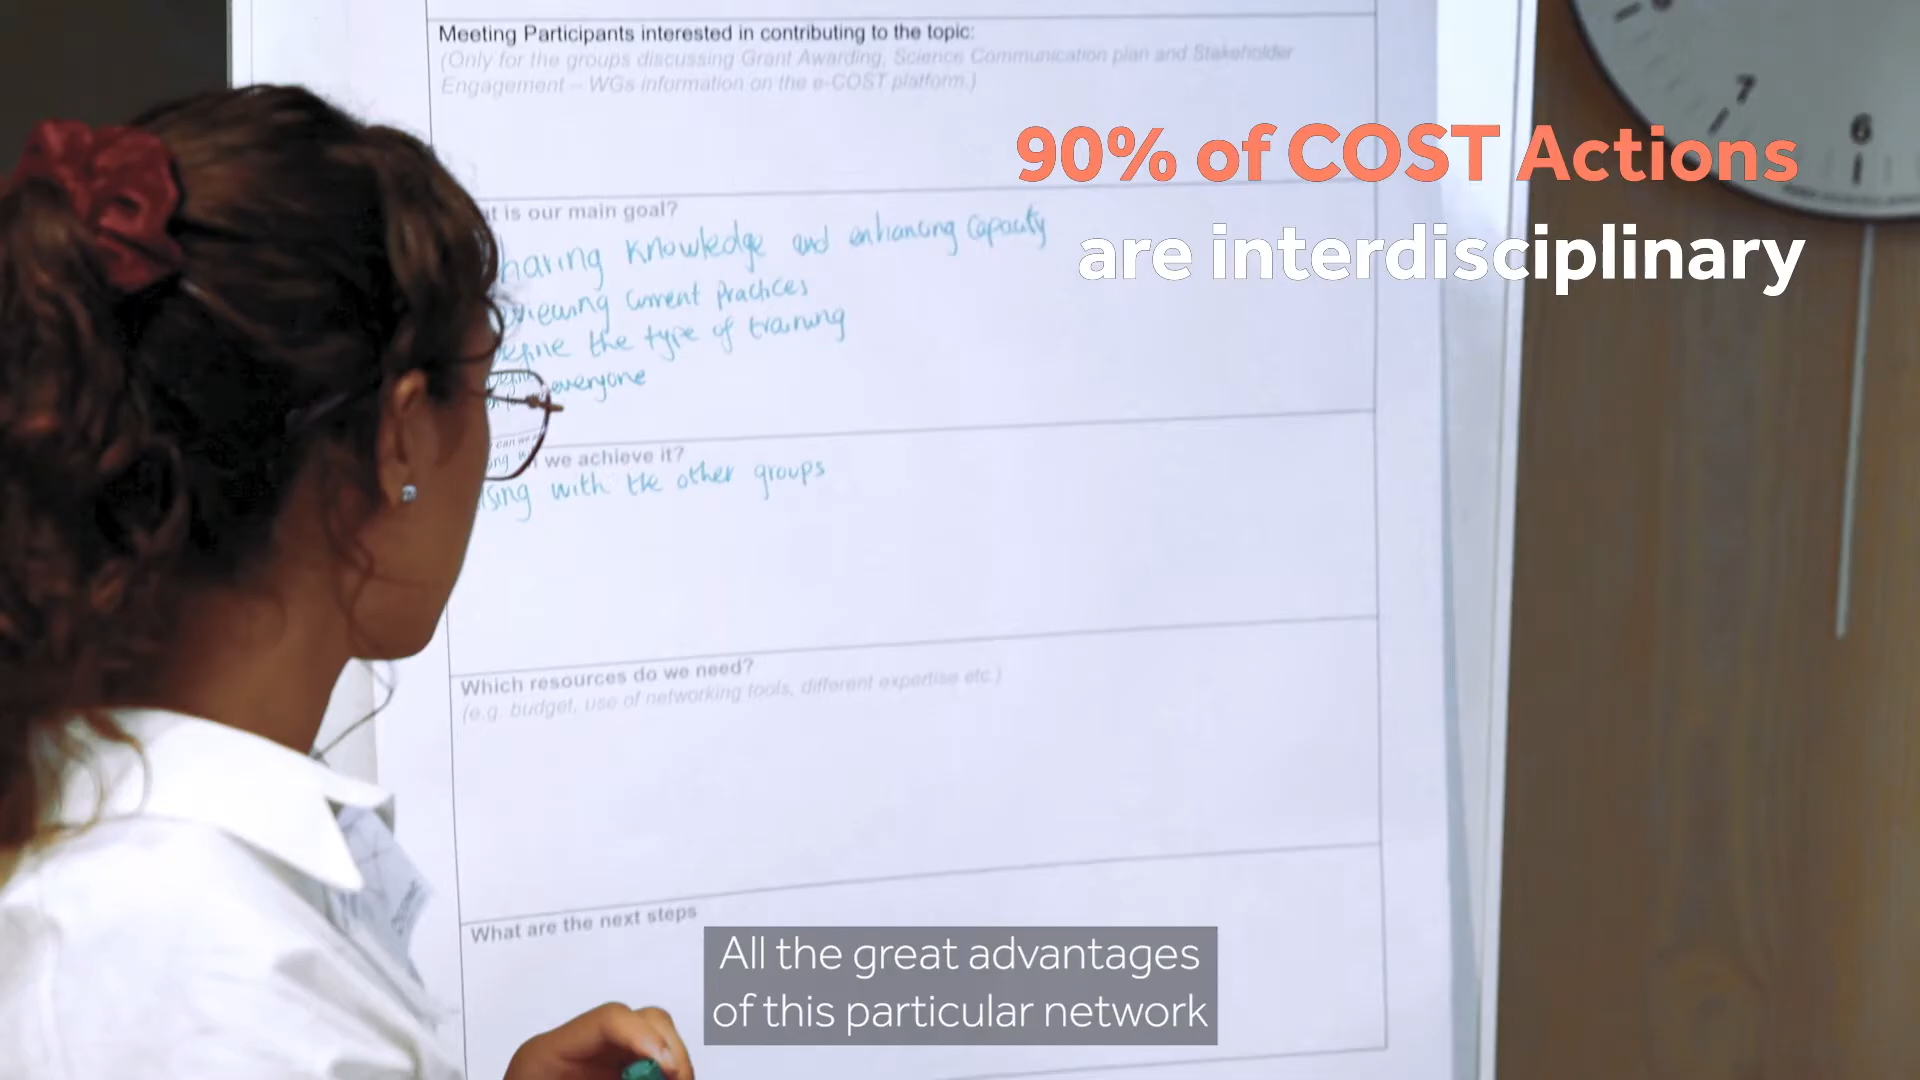 Meeting Participants interested in contributing to the topic:
(Only for the groups discussing Grant Awarding, Science Communication plan and Stakeholder
Engagement – WGs information on the e-COST platform.)
7
6
90% of COST Actions
are interdisciplinary
is our main goal?
haring knowledge and enhancing capacity
viewing current practices
efine the type of training
everyone
we achieve it?
ising with the other groups
Which resources do we need?
(e.g. budget, use of networking tools, different expertise etc.)
What are the next steps
All the great advantages
of this particular network